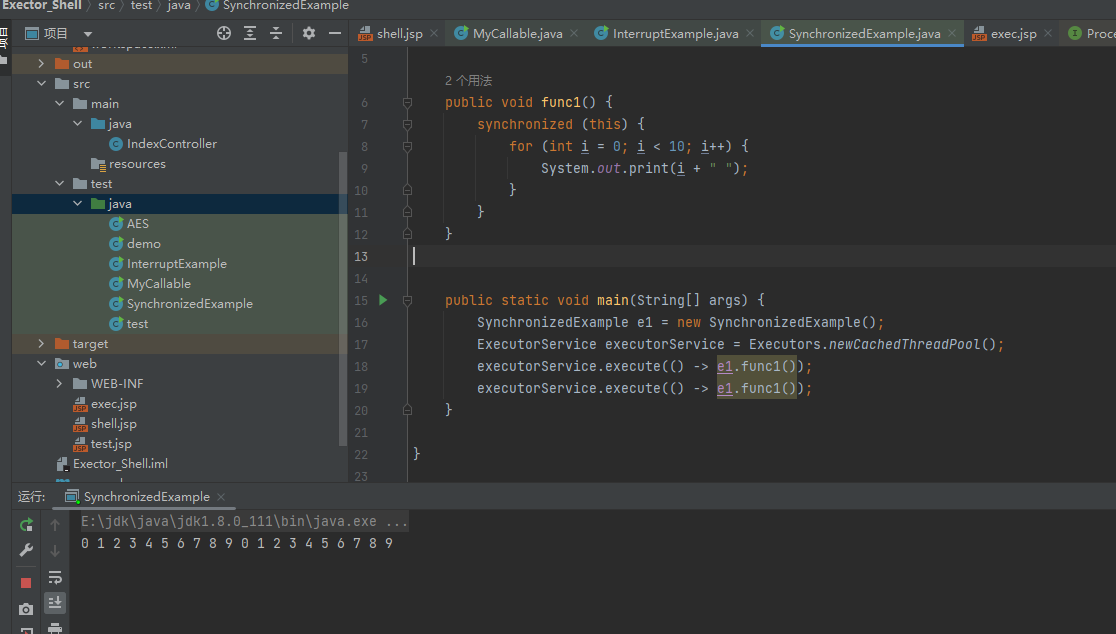 Exector_Shell src test java SynchronizedExample
项目
shell.jsp MyCallable.java InterruptExample.java SynchronizedExample.java exec.jsp
out
src
main
java
IndexController
resources
test
java
AES
demo
InterruptExample
MyCallable
SynchronizedExample
test
target
web
WEB-INF
exec.jsp
shell.jsp
test.jsp
Exector_Shell.iml
5
2 个用法
6 public void func1() {
7 synchronized (this) {
8 for (int i = 0; i < 10; i++) {
9 System.out.print(i + " ");
10 }
11 }
12 }
13
14
15 public static void main(String[] args) {
16 SynchronizedExample e1 = new SynchronizedExample();
17 ExecutorService executorService = Executors.newCachedThreadPool();
18 executorService.execute(() -> e1.func1());
19 executorService.execute(() -> e1.func1());
20 }
21
22 }
23
运行: SynchronizedExample
E:\jdk\java\jdk1.8.0_111\bin\java.exe ...
0 1 2 3 4 5 6 7 8 9 0 1 2 3 4 5 6 7 8 9